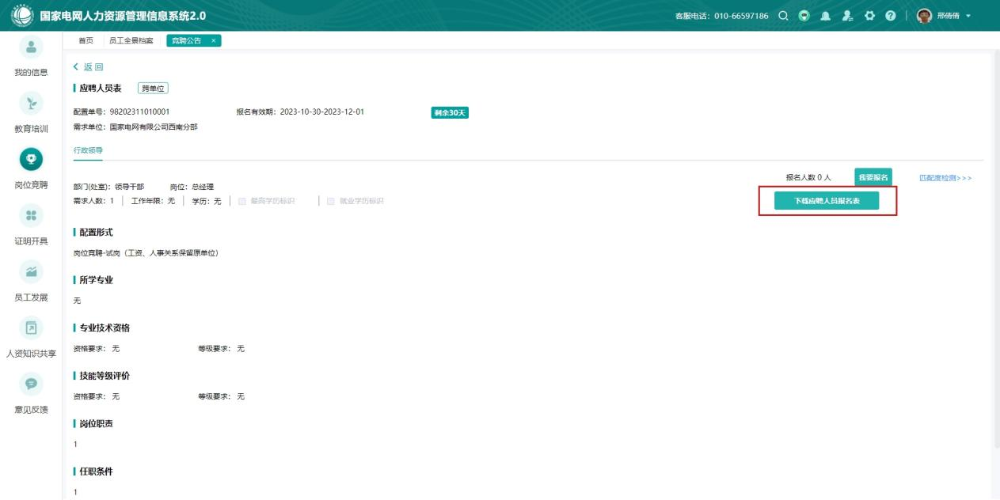 国家电网人力资源管理信息系统2.0
客服电话：010-66597186
邢倩倩
首页 员工全景档案 竞聘公告 ×
我的信息
教育培训
岗位竞聘
证明开具
员工发展
人资知识共享
意见反馈
返回
应聘人员表 跨单位
配置单号：98202311010001 报名有效期：2023-10-30-2023-12-01 剩余30天
需求单位：国家电网有限公司西南分部
行政领导
报名人数 0 人 我要报名 匹配度检测>>>
部门(处室)：领导干部 岗位：总经理
需求人数：1 工作年限：无 学历：无 最高学历标识 就业学历标识
下载应聘人员报名表
配置形式
岗位竞聘-试岗（工资、人事关系保留原单位）
所学专业
无
专业技术资格
资格要求：无 等级要求：无
技能等级评价
资格要求：无 等级要求：无
岗位职责
1
任职条件
1